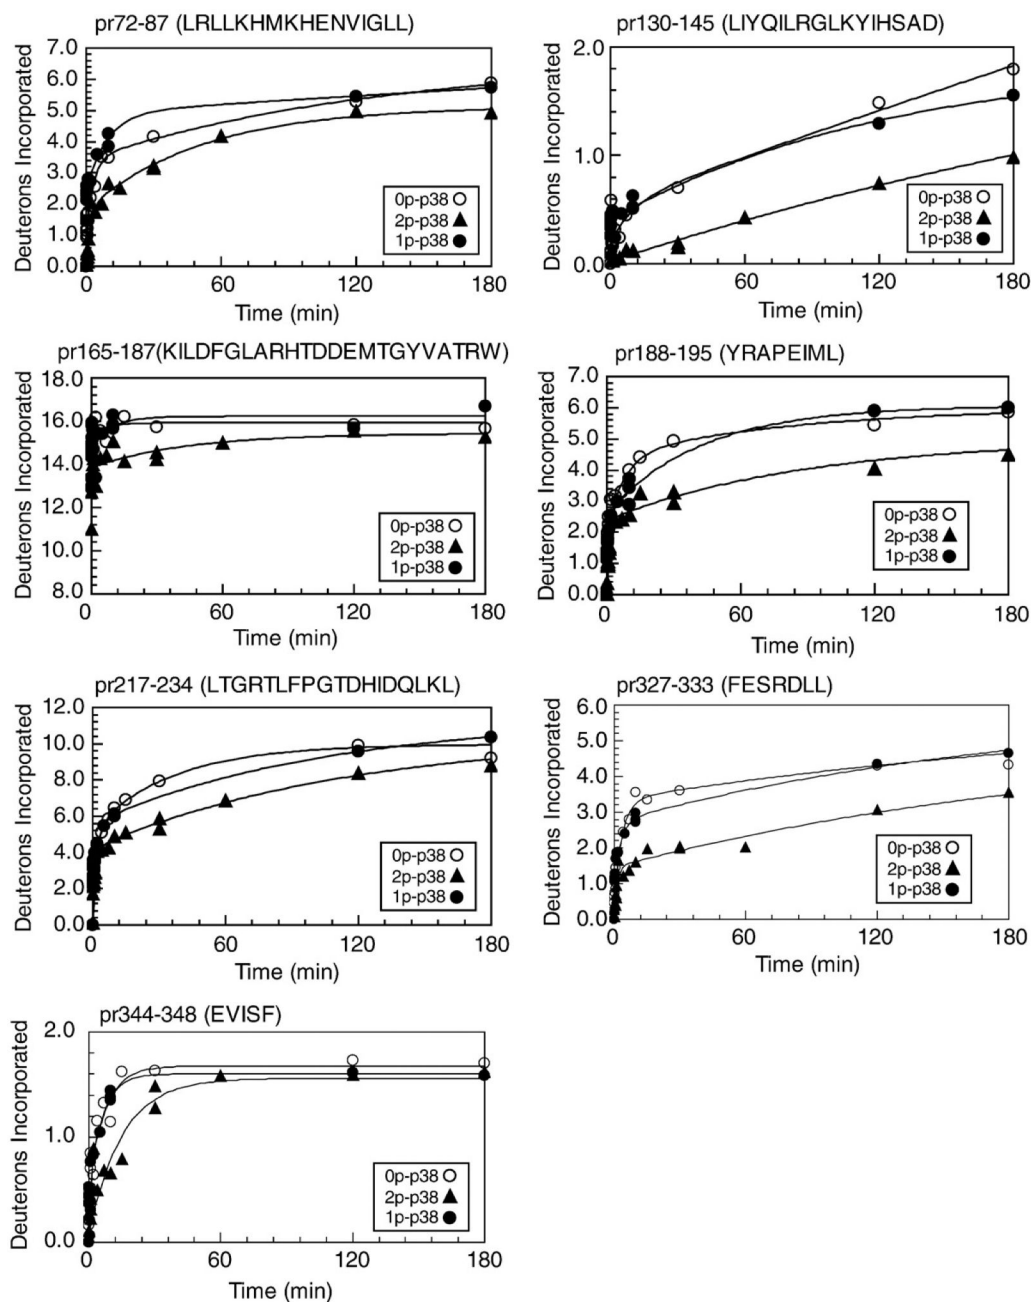 pr72-87 (LRLLKHMKHENVIGLL)
7.0
6.0
5.0
4.0
3.0
2.0
1.0
0.0
Deuterons Incorporated
0p-p38
2p-p38
1p-p38
0 60 120 180
Time (min)
pr130-145 (LIYQILRGLKYIHSAD)
2.0
1.0
0.0
Deuterons Incorporated
0p-p38
2p-p38
1p-p38
0 60 120 180
Time (min)
pr165-187(KILDFGLARHTDDEMTGYVATRW)
18.0
16.0
14.0
12.0
10.0
8.0
Deuterons Incorporated
0p-p38
2p-p38
1p-p38
0 60 120 180
Time (min)
pr188-195 (YRAPEIML)
7.0
6.0
5.0
4.0
3.0
2.0
1.0
0.0
Deuterons Incorporated
0p-p38
2p-p38
1p-p38
0 60 120 180
Time (min)
pr217-234 (LTGRTLFPGTDHIDQLKL)
12.0
10.0
8.0
6.0
4.0
2.0
0.0
Deuterons Incorporated
0p-p38
2p-p38
1p-p38
0 60 120 180
Time (min)
pr327-333 (FESRDLL)
6.0
5.0
4.0
3.0
2.0
1.0
0.0
Deuterons Incorporated
0p-p38
2p-p38
1p-p38
0 60 120 180
Time (min)
pr344-348 (EVISF)
2.0
1.0
0.0
Deuterons Incorporated
0p-p38
2p-p38
1p-p38
0 60 120 180
Time (min)